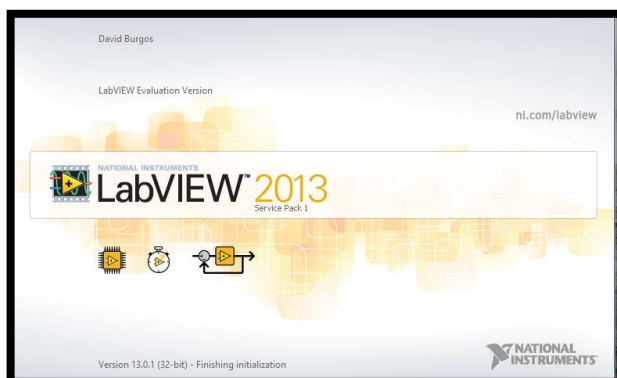 David Burgos
LabVIEW Evaluation Version
ni.com/labview
NATIONAL INSTRUMENTS
LabVIEW™ 2013
Service Pack 1
Version 13.0.1 (32-bit) - Finishing initialization
NATIONAL
INSTRUMENTS